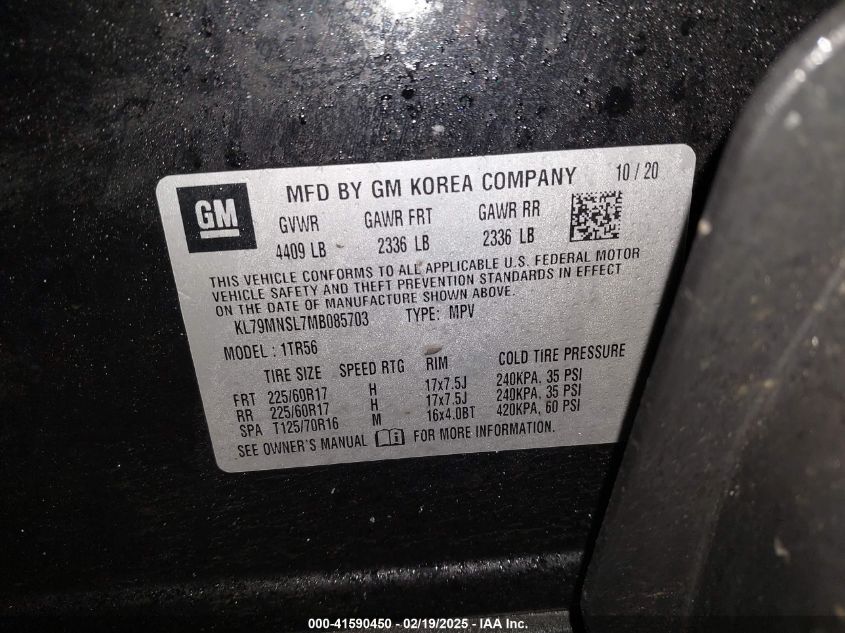 GM
MFD BY GM KOREA COMPANY 10 / 20
GVWR GAWR FRT GAWR RR
4409 LB 2336 LB 2336 LB
THIS VEHICLE CONFORMS TO ALL APPLICABLE U.S. FEDERAL MOTOR
VEHICLE SAFETY AND THEFT PREVENTION STANDARDS IN EFFECT
ON THE DATE OF MANUFACTURE SHOWN ABOVE.
KL79MNSL7MB085703 TYPE: MPV
MODEL : 1TR56
TIRE SIZE SPEED RTG RIM COLD TIRE PRESSURE
FRT 225/60R17 H 17x7.5J 240KPA, 35 PSI
RR 225/60R17 H 17x7.5J 240KPA, 35 PSI
SPA T125/70R16 M 16x4.0BT 420KPA, 60 PSI
SEE OWNER'S MANUAL FOR MORE INFORMATION.
000-41590450 - 02/19/2025 - IAA Inc.